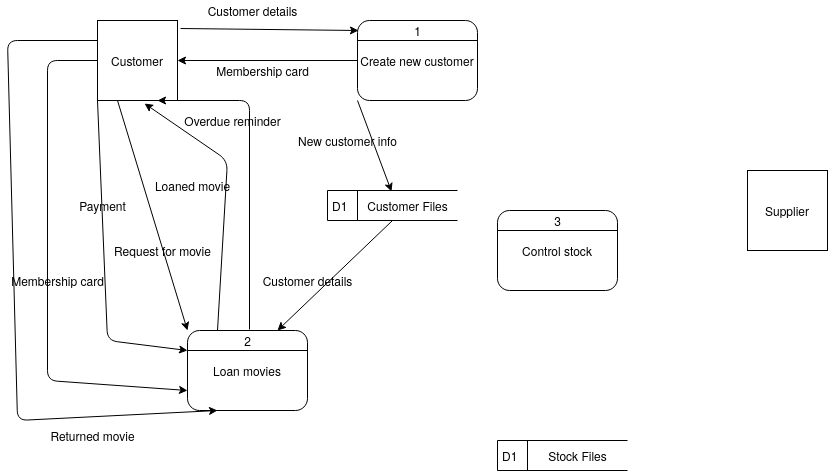 Customer details
1
Customer
Create new customer
Membership card
Overdue reminder
New customer info
Loaned movie
Payment
D1
Customer Files
Supplier
3
Request for movie
Control stock
Membership card
Customer details
2
Loan movies
Returned movie
D1
Stock Files